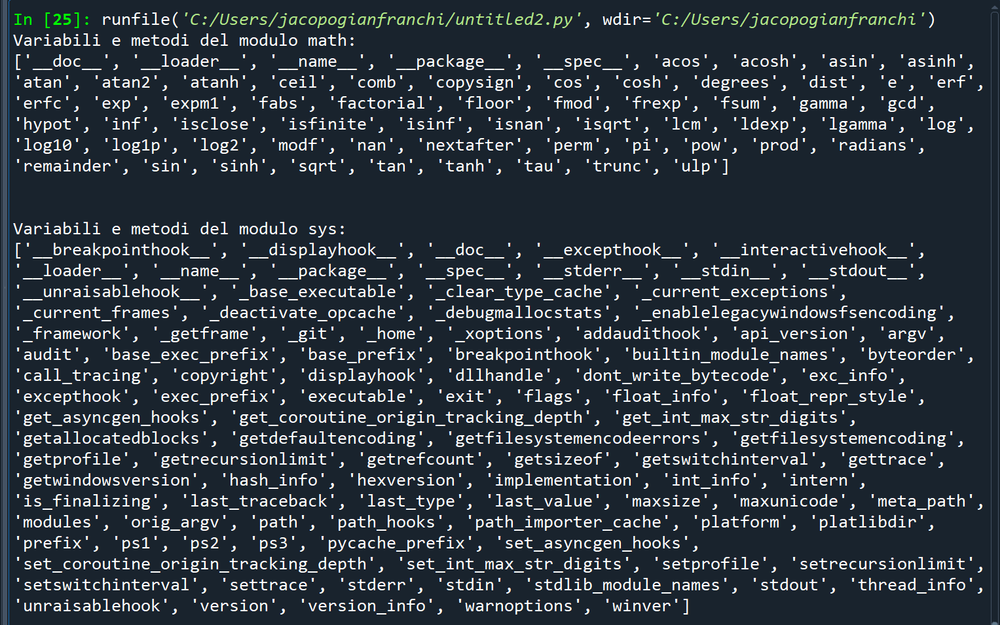 In [25]: runfile('C:/Users/jacopogianfranchi/untitled2.py', wdir='C:/Users/jacopogianfranchi')
Variabili e metodi del modulo math:
['__doc__', '__loader__', '__name__', '__package__', '__spec__', 'acos', 'acosh', 'asin', 'asinh',
'atan', 'atan2', 'atanh', 'ceil', 'comb', 'copysign', 'cos', 'cosh', 'degrees', 'dist', 'e', 'erf',
'erfc', 'exp', 'expm1', 'fabs', 'factorial', 'floor', 'fmod', 'frexp', 'fsum', 'gamma', 'gcd',
'hypot', 'inf', 'isclose', 'isfinite', 'isinf', 'isnan', 'isqrt', 'lcm', 'ldexp', 'lgamma', 'log',
'log10', 'log1p', 'log2', 'modf', 'nan', 'nextafter', 'perm', 'pi', 'pow', 'prod', 'radians',
'remainder', 'sin', 'sinh', 'sqrt', 'tan', 'tanh', 'tau', 'trunc', 'ulp']
Variabili e metodi del modulo sys:
['__breakpointhook__', '__displayhook__', '__doc__', '__excepthook__', '__interactivehook__',
'__loader__', '__name__', '__package__', '__spec__', '__stderr__', '__stdin__', '__stdout__',
'__unraisablehook__', '_base_executable', '_clear_type_cache', '_current_exceptions',
'_current_frames', '_deactivate_opcache', '_debugmallocstats', '_enablelegacywindowsfsencoding',
'_framework', '_getframe', '_git', '_home', '_xoptions', 'addaudithook', 'api_version', 'argv',
'audit', 'base_exec_prefix', 'base_prefix', 'breakpointhook', 'builtin_module_names', 'byteorder',
'call_tracing', 'copyright', 'displayhook', 'dllhandle', 'dont_write_bytecode', 'exc_info',
'excepthook', 'exec_prefix', 'executable', 'exit', 'flags', 'float_info', 'float_repr_style',
'get_asyncgen_hooks', 'get_coroutine_origin_tracking_depth', 'get_int_max_str_digits',
'getallocatedblocks', 'getdefaultencoding', 'getfilesystemencodeerrors', 'getfilesystemencoding',
'getprofile', 'getrecursionlimit', 'getrefcount', 'getsizeof', 'getswitchinterval', 'gettrace',
'getwindowsversion', 'hash_info', 'hexversion', 'implementation', 'int_info', 'intern',
'is_finalizing', 'last_traceback', 'last_type', 'last_value', 'maxsize', 'maxunicode', 'meta_path',
'modules', 'orig_argv', 'path', 'path_hooks', 'path_importer_cache', 'platform', 'platlibdir',
'prefix', 'ps1', 'ps2', 'ps3', 'pycache_prefix', 'set_asyncgen_hooks',
'set_coroutine_origin_tracking_depth', 'set_int_max_str_digits', 'setprofile', 'setrecursionlimit',
'setswitchinterval', 'settrace', 'stderr', 'stdin', 'stdlib_module_names', 'stdout', 'thread_info',
'unraisablehook', 'version', 'version_info', 'warnoptions', 'winver']